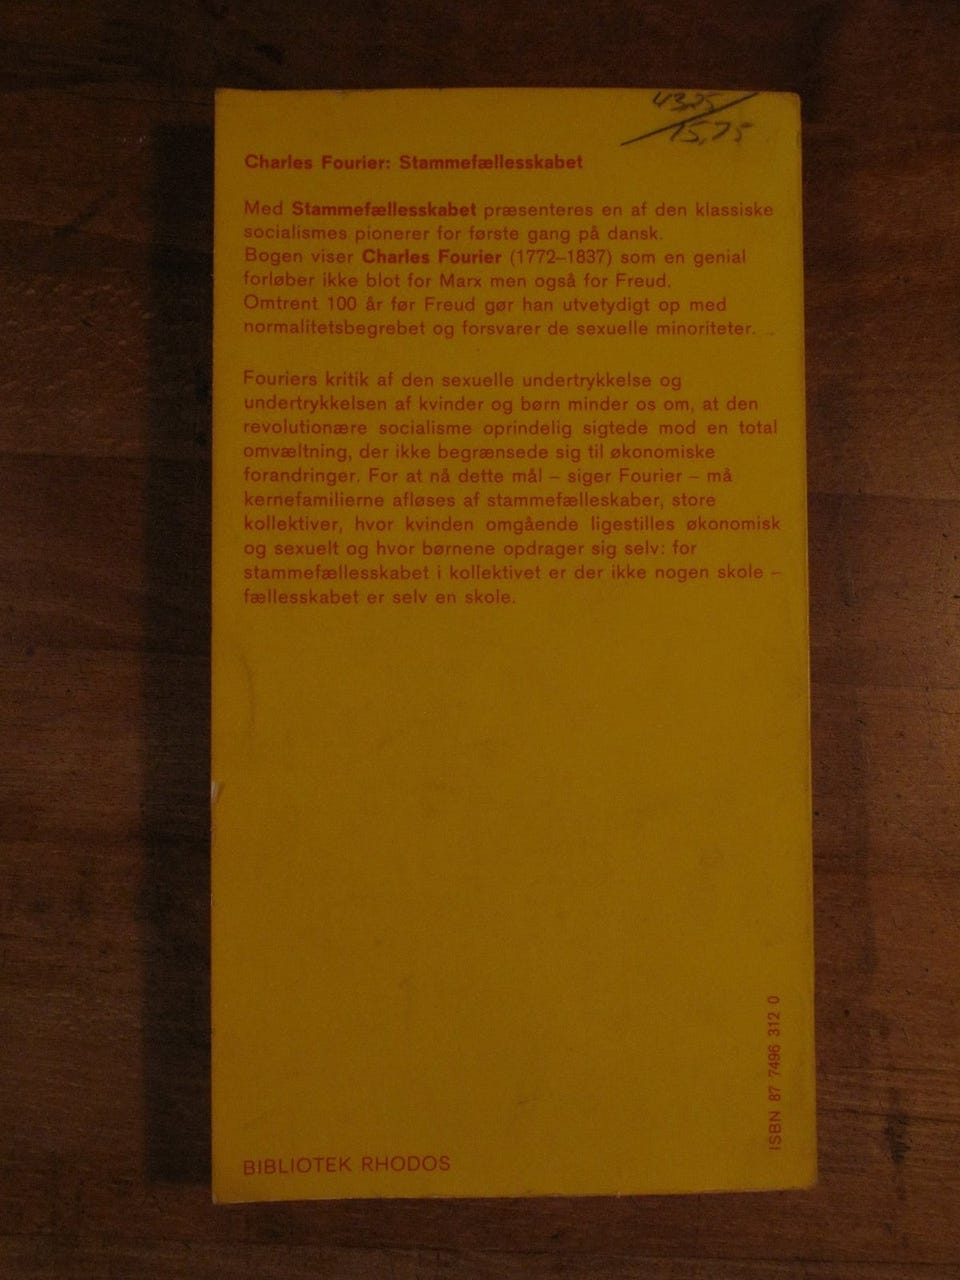 43,75
15,75
Charles Fourier: Stammefællesskabet
Med Stammefællesskabet præsenteres en af den klassiske
socialismes pionerer for første gang på dansk.
Bogen viser Charles Fourier (1772–1837) som en genial
forløber ikke blot for Marx men også for Freud.
Omtrent 100 år før Freud gør han utvetydigt op med
normalitetsbegrebet og forsvarer de sexuelle minoriteter.
Fouriers kritik af den sexuelle undertrykkelse og
undertrykkelsen af kvinder og børn minder os om, at den
revolutionære socialisme oprindelig sigtede mod en total
omvæltning, der ikke begrænsede sig til økonomiske
forandringer. For at nå dette mål – siger Fourier – må
kernefamilierne afløses af stammefælleskaber, store
kollektiver, hvor kvinden omgående ligestilles økonomisk
og sexuelt og hvor børnene opdrager sig selv: for
stammefællesskabet i kollektivet er der ikke nogen skole –
fællesskabet er selv en skole.
ISBN 87 7496 312 0
BIBLIOTEK RHODOS